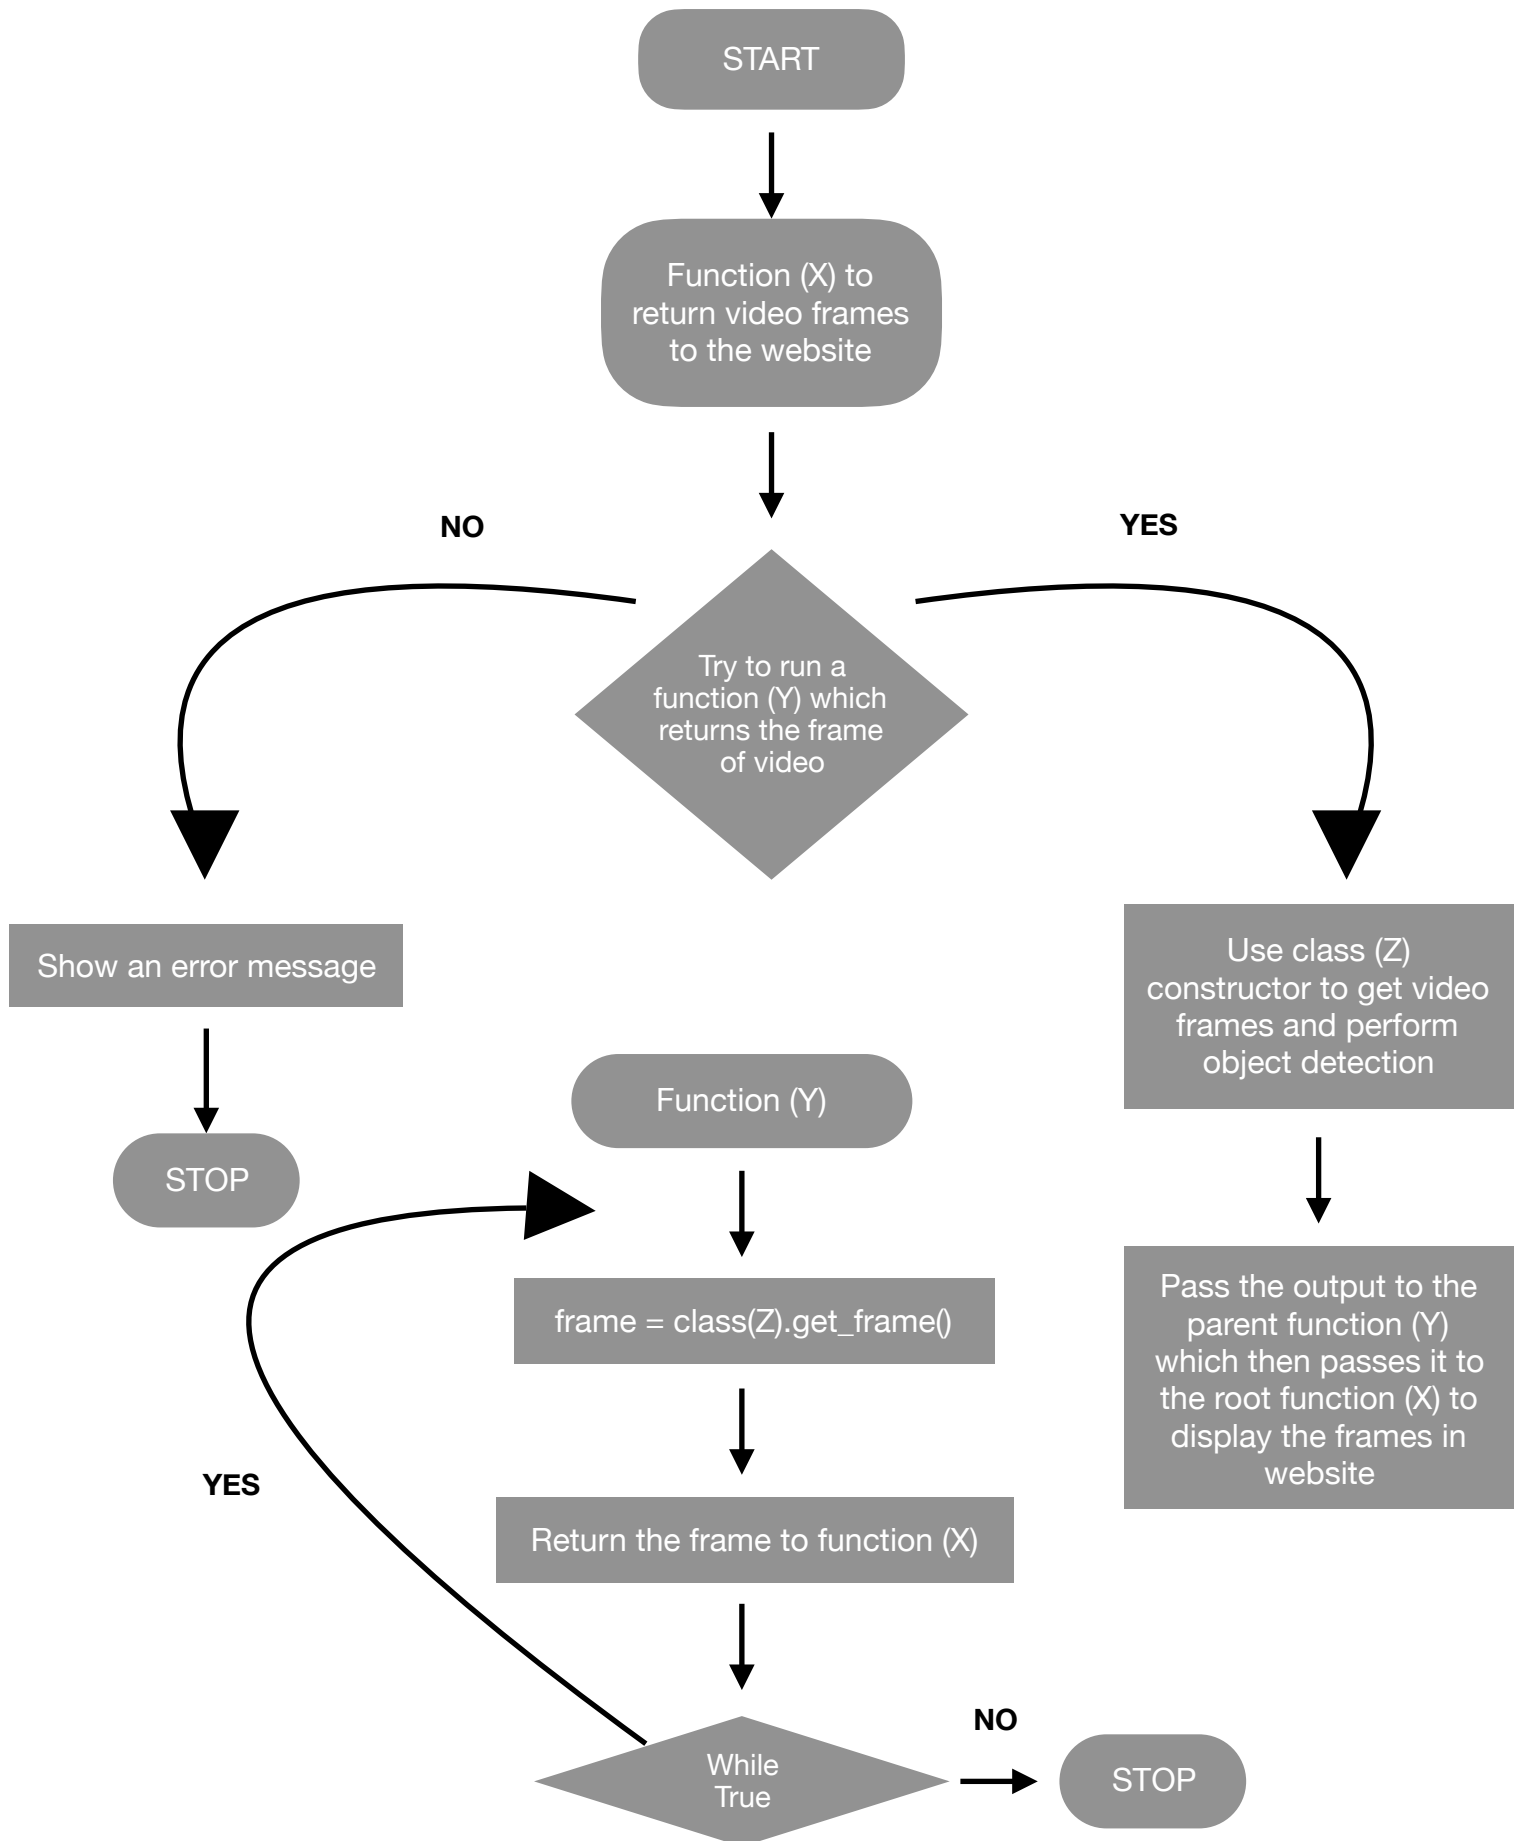 START
Function (X) to
return video frames
to the website
NO
YES
Try to run a
function (Y) which
returns the frame
of video
Show an error message
STOP
Use class (Z)
constructor to get video
frames and perform
object detection
Pass the output to the
parent function (Y)
which then passes it to
the root function (X) to
display the frames in
website
Function (Y)
frame = class(Z).get_frame()
Return the frame to function (X)
YES
While
True
NO
STOP